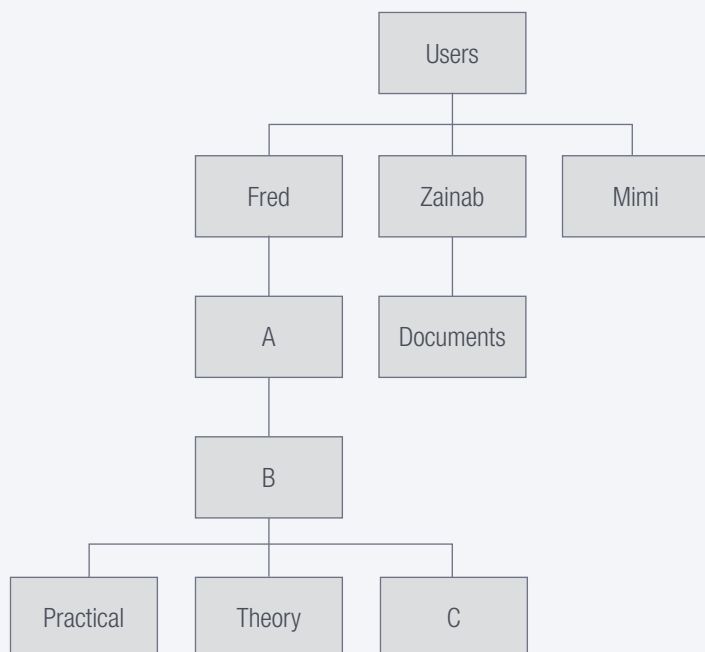 Users
Fred
Zainab
Mimi
A
Documents
B
Practical
Theory
C